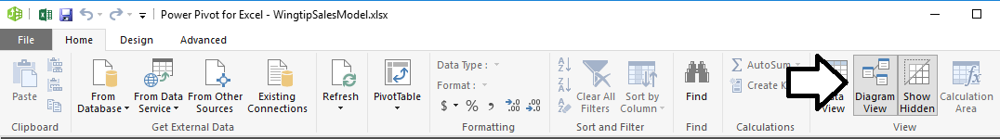 Power Pivot for Excel - WingtipSalesModel.xlsx
File Home Design Advanced
Paste
From Database
From Data Service
From Other Sources
Existing Connections
Refresh
PivotTable
Data Type :
Format :
$ % ,
.0 .00
.00 .0
A Z
Z A
A Z
Clear All Filters
Sort by Column
Find
∑ AutoSum
Create
View
Diagram View
Show Hidden
fx
Calculation Area
Clipboard
Get External Data
Formatting
Sort and Filter
Find
Calculations
View